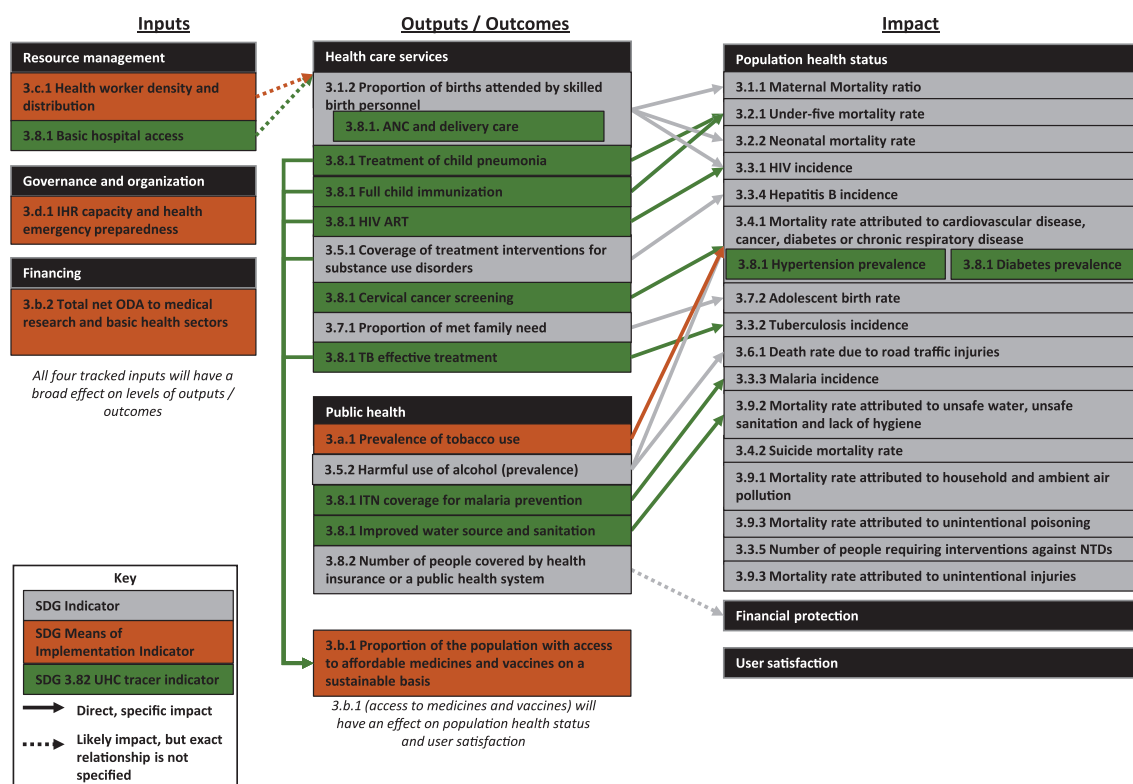 Inputs
Resource management
3.c.1 Health worker density and
distribution
3.8.1 Basic hospital access
Governance and organization
3.d.1 IHR capacity and health
emergency preparedness
Financing
3.b.2 Total net ODA to medical
research and basic health sectors
All four tracked inputs will have a
broad effect on levels of outputs /
outcomes
Outputs / Outcomes
Health care services
3.1.2 Proportion of births attended by skilled
birth personnel
3.8.1. ANC and delivery care
3.8.1 Treatment of child pneumonia
3.8.1 Full child immunization
3.8.1 HIV ART
3.5.1 Coverage of treatment interventions for
substance use disorders
3.8.1 Cervical cancer screening
3.7.1 Proportion of met family need
3.8.1 TB effective treatment
Public health
3.a.1 Prevalence of tobacco use
3.5.2 Harmful use of alcohol (prevalence)
3.8.1 ITN coverage for malaria prevention
3.8.1 Improved water source and sanitation
3.8.2 Number of people covered by health
insurance or a public health system
3.b.1 Proportion of the population with access
to affordable medicines and vaccines on a
sustainable basis
3.b.1 (access to medicines and vaccines) will
have an effect on population health status
and user satisfaction
Impact
Population health status
3.1.1 Maternal Mortality ratio
3.2.1 Under-five mortality rate
3.2.2 Neonatal mortality rate
3.3.1 HIV incidence
3.3.4 Hepatitis B incidence
3.4.1 Mortality rate attributed to cardiovascular disease,
cancer, diabetes or chronic respiratory disease
3.8.1 Hypertension prevalence
3.8.1 Diabetes prevalence
3.7.2 Adolescent birth rate
3.3.2 Tuberculosis incidence
3.6.1 Death rate due to road traffic injuries
3.3.3 Malaria incidence
3.9.2 Mortality rate attributed to unsafe water, unsafe
sanitation and lack of hygiene
3.4.2 Suicide mortality rate
3.9.1 Mortality rate attributed to household and ambient air
pollution
3.9.3 Mortality rate attributed to unintentional poisoning
3.3.5 Number of people requiring interventions against NTDs
3.9.3 Mortality rate attributed to unintentional injuries
Financial protection
User satisfaction
Key
SDG Indicator
SDG Means of
Implementation Indicator
SDG 3.82 UHC tracer indicator
Direct, specific impact
Likely impact, but exact
relationship is not
specified